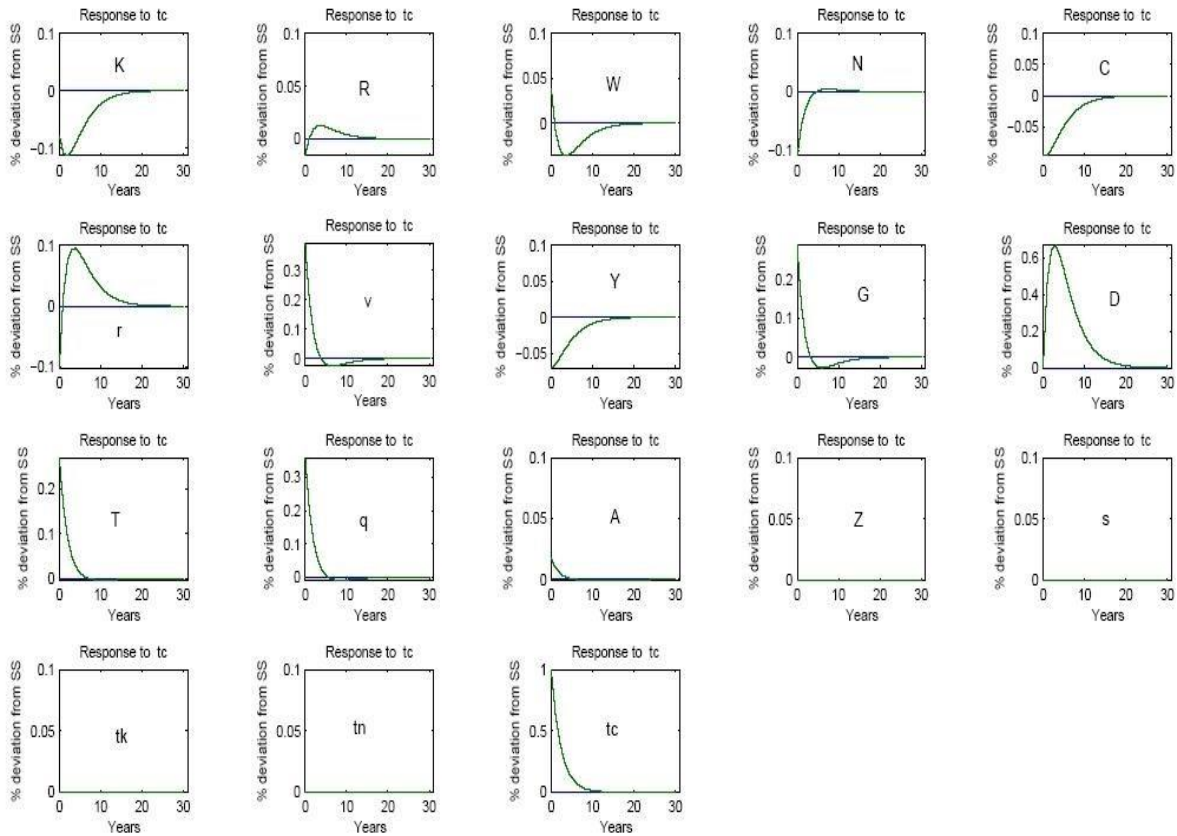 Response to tc Response to tc Response to tc Response to tc Response to tc
% deviation from SS % deviation from SS % deviation from SS % deviation from SS % deviation from SS
0.1 0.1 0.1 0.1 0.1
K R W N C
0.05 0.05 0.05
0 0 0 0 0
−0.1 −0.1 −0.05
0 10 20 30 0 10 20 30 0 10 20 30 0 10 20 30 0 10 20 30
Years Years Years Years Years
Response to tc Response to tc Response to tc Response to tc Response to tc
% deviation from SS % deviation from SS % deviation from SS % deviation from SS % deviation from SS
0.1 0.3 0.1 0.2 0.6
r v Y G D
0 0.2 0.05 0.1 0.4
−0.1 0.1 0 0 0.2
0 −0.05 0
0 10 20 30 0 10 20 30 0 10 20 30 0 10 20 30 0 10 20 30
Years Years Years Years Years
Response to tc Response to tc Response to tc Response to tc Response to tc
% deviation from SS % deviation from SS % deviation from SS % deviation from SS % deviation from SS
0.2 0.3 0.1 0.1 0.1
T q A Z s
0.1 0.2 0.05 0.05 0.05
0 0.1 0 0 0
0
0 10 20 30 0 10 20 30 0 10 20 30 0 10 20 30 0 10 20 30
Years Years Years Years Years
Response to tc Response to tc Response to tc
% deviation from SS % deviation from SS % deviation from SS
0.1 0.1 1
tk tn tc
0.05 0.05 0.5
0 0 0
0 10 20 30 0 10 20 30 0 10 20 30
Years Years Years